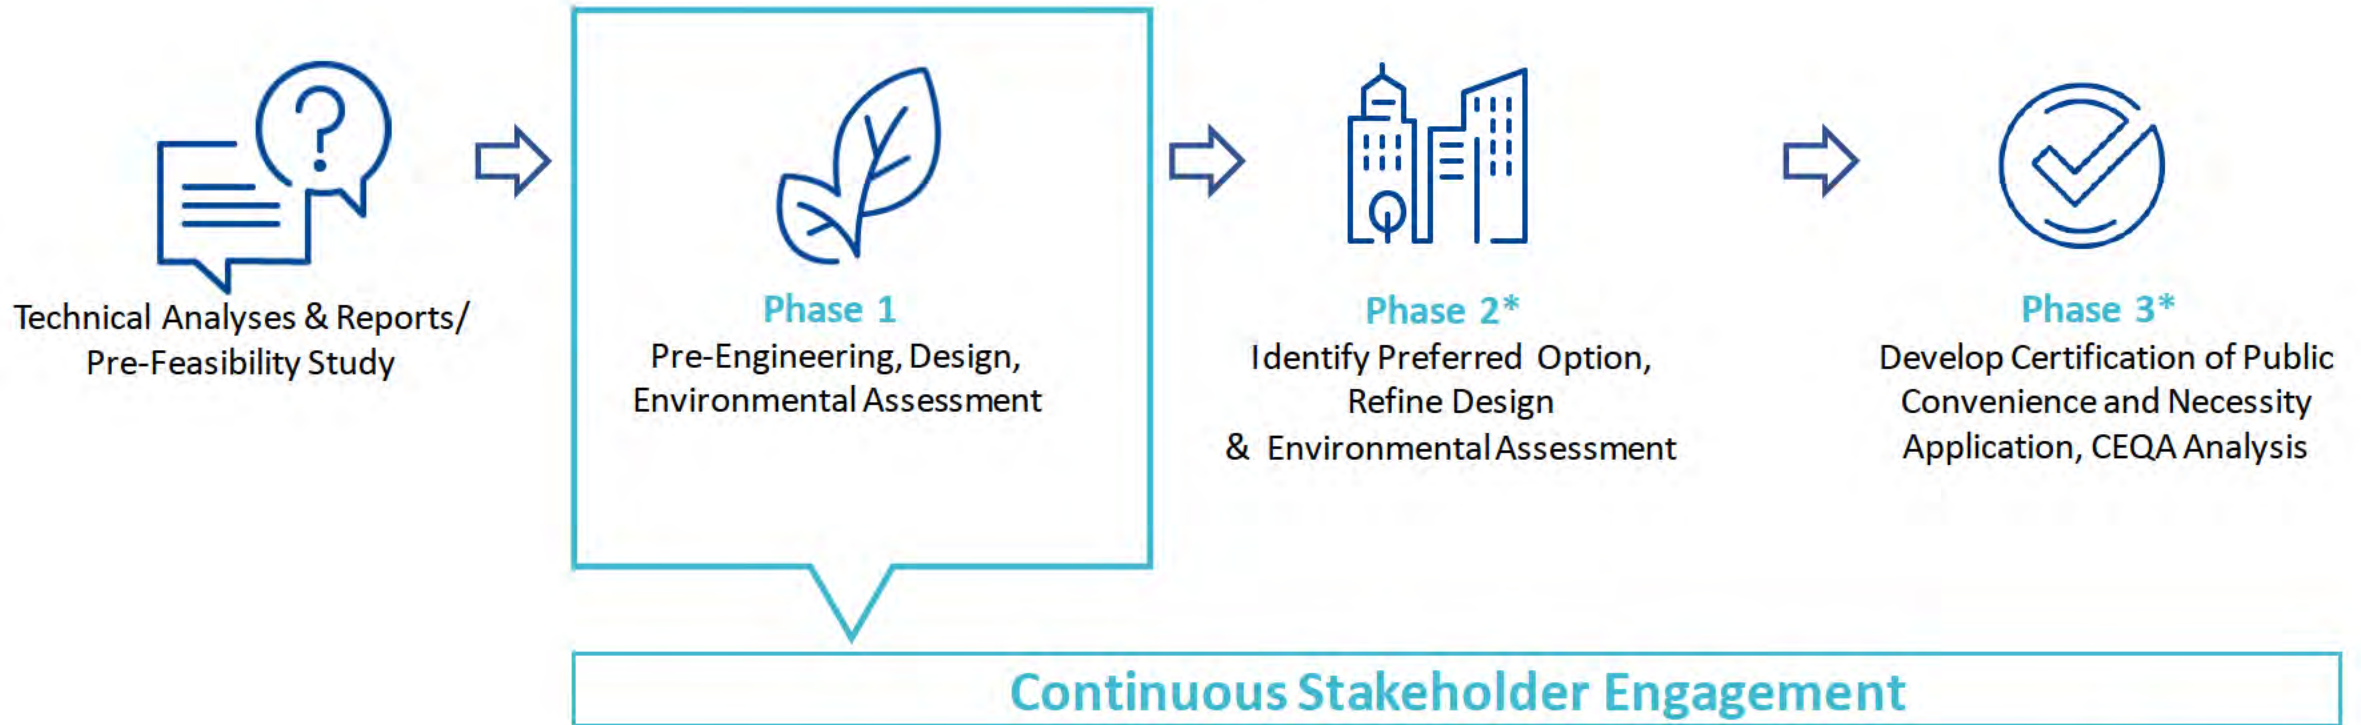 ?
Technical Analyses & Reports/
Pre-Feasibility Study
Phase 1
Pre-Engineering, Design,
Environmental Assessment
Phase 2*
Identify Preferred Option,
Refine Design
& Environmental Assessment
Phase 3*
Develop Certification of Public
Convenience and Necessity
Application, CEQA Analysis
Continuous Stakeholder Engagement